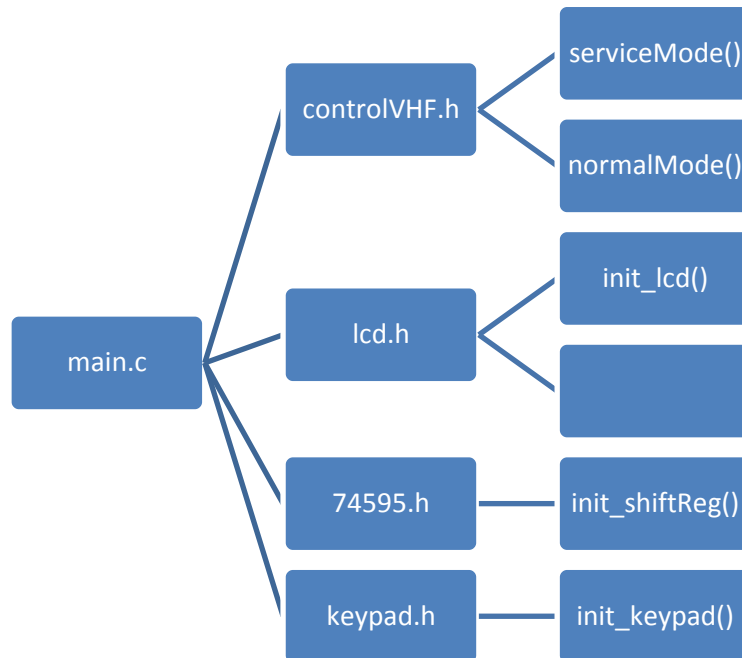 serviceMode()
controlVHF.h
normalMode()
init_lcd()
lcd.h
main.c
74595.h
init_shiftReg()
keypad.h
init_keypad()